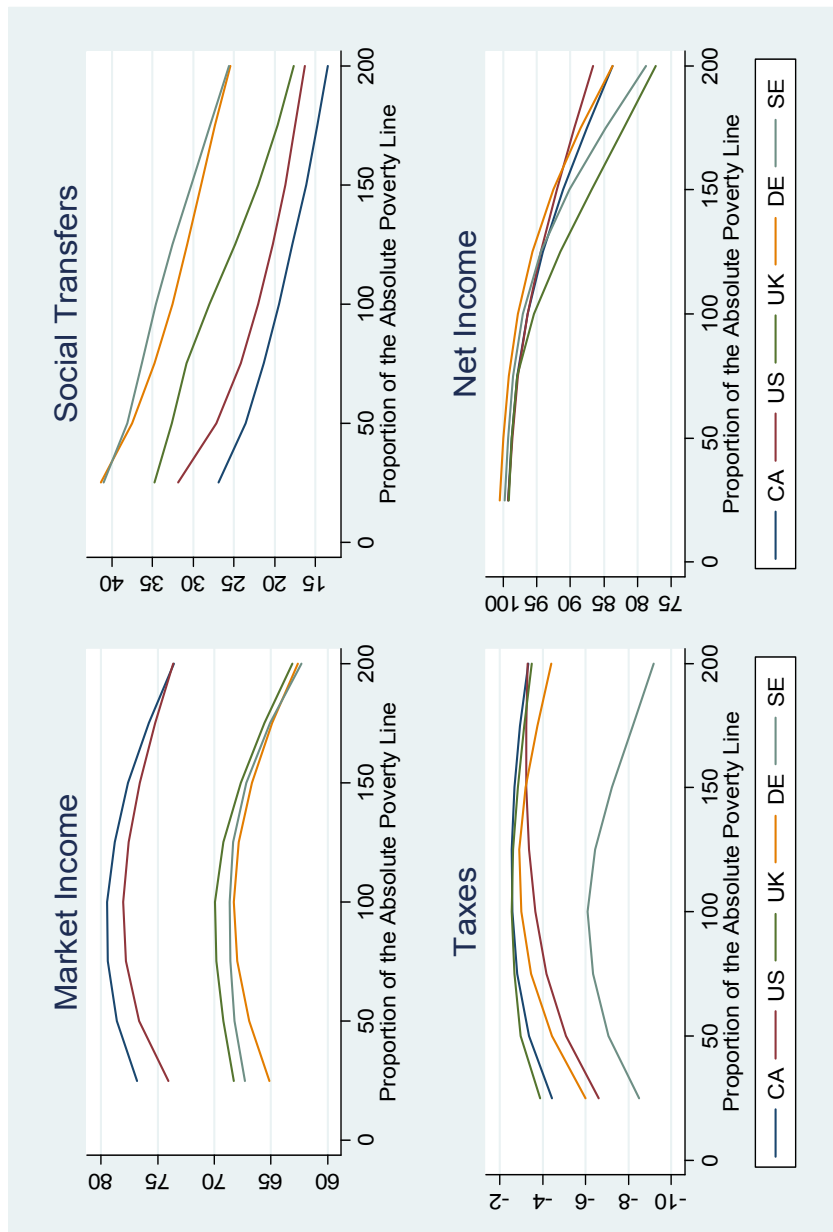 Market Income
80
75
70
65
60
0 50 100 150 200
Proportion of the Absolute Poverty Line
Social Transfers
40
35
30
25
20
15
0 50 100 150 200
Proportion of the Absolute Poverty Line
Taxes
-2
-4
-6
-8
-10
0 50 100 150 200
Proportion of the Absolute Poverty Line
CA US UK DE SE
Net Income
100
95
90
85
80
75
0 50 100 150 200
Proportion of the Absolute Poverty Line
CA US UK DE SE